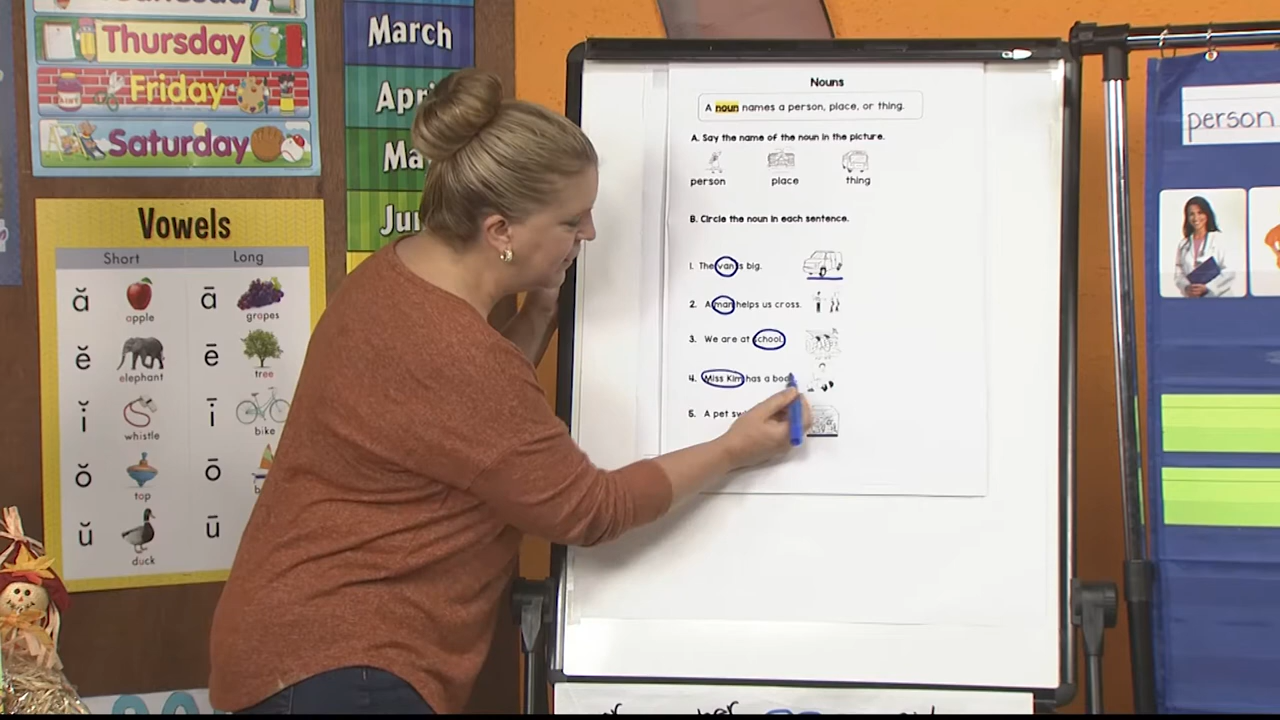 Thursday
Friday
Saturday
March
Vowels
Short Long
ă apple ā grapes
ĕ elephant ē tree
ĭ whistle ī bike
ŏ top ō
ŭ duck ū
Nouns
A noun names a person, place, or thing.
A. Say the name of the noun in the picture.
person place thing
B. Circle the noun in each sentence.
1. The van is big.
2. A man helps us cross.
3. We are at school.
4. Miss Kim has a
5. A pet
person